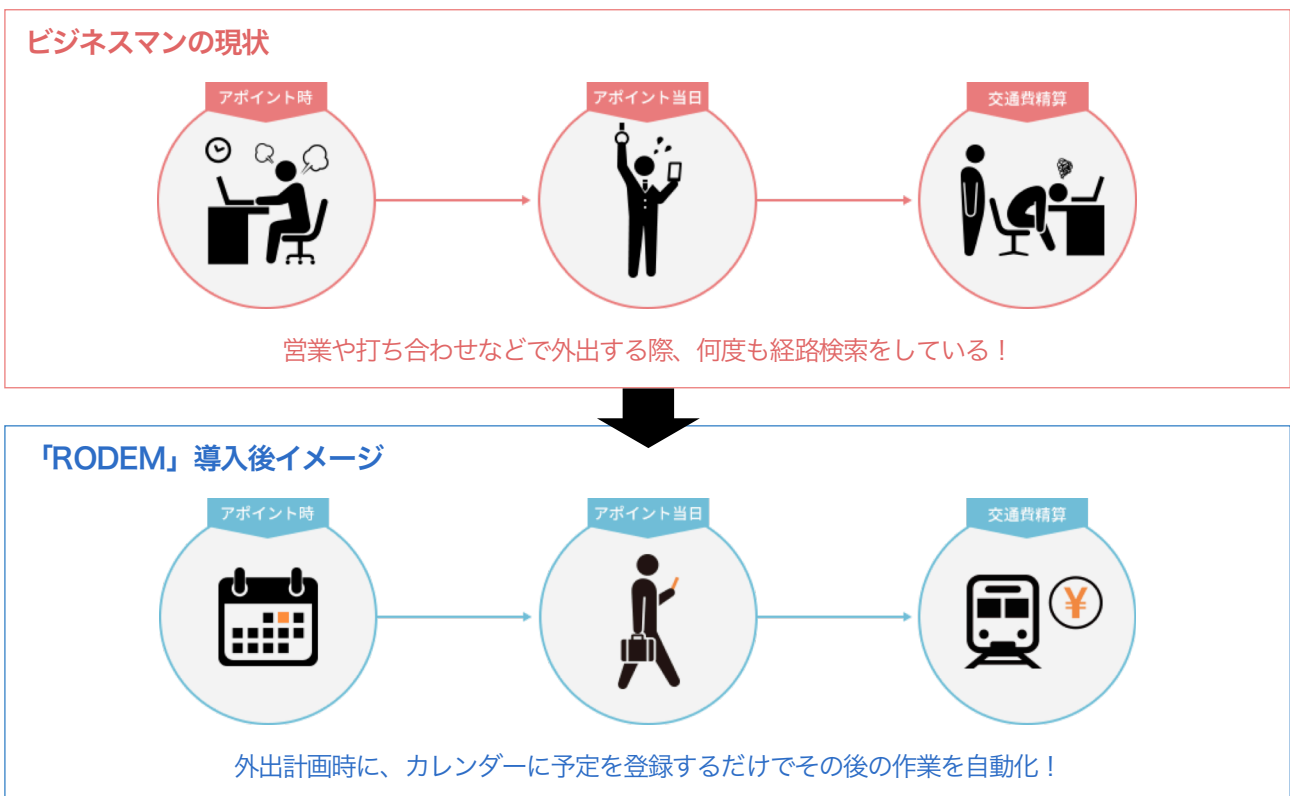 ビジネスマンの現状
アポイント時
アポイント当日
交通費精算
営業や打ち合わせなどで外出する際、何度も経路検索をしている！
「RODEM」導入後イメージ
アポイント時
アポイント当日
交通費精算
¥
外出計画時に、カレンダーに予定を登録するだけでその後の作業を自動化！